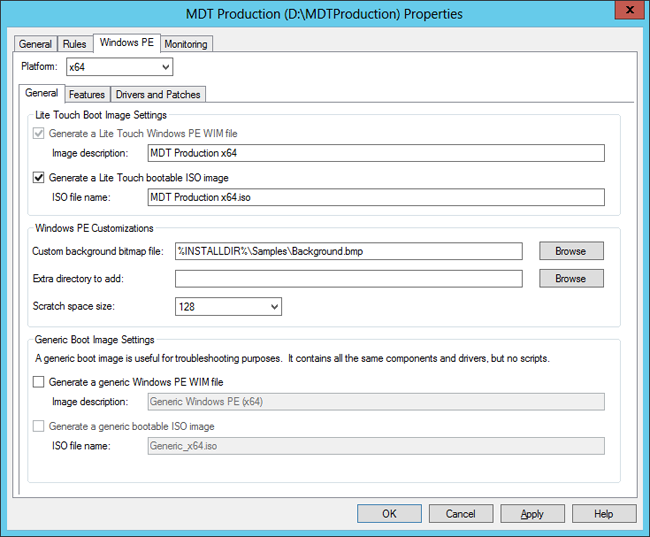 MDT Production (D:\MDTProduction) Properties
x
General Rules Windows PE Monitoring
Platform: x64
General Features Drivers and Patches
Lite Touch Boot Image Settings
Generate a Lite Touch Windows PE WIM file
Image description: MDT Production x64
Generate a Lite Touch bootable ISO image
ISO file name: MDT Production x64.iso
Windows PE Customizations
Custom background bitmap file: %INSTALLDIR%\Samples\Background.bmp Browse
Extra directory to add: Browse
Scratch space size: 128
Generic Boot Image Settings
A generic boot image is useful for troubleshooting purposes.  It contains all the same components and drivers, but no scripts.
Generate a generic Windows PE WIM file
Image description: Generic Windows PE (x64)
Generate a generic bootable ISO image
ISO file name: Generic_x64.iso
OK Cancel Apply Help